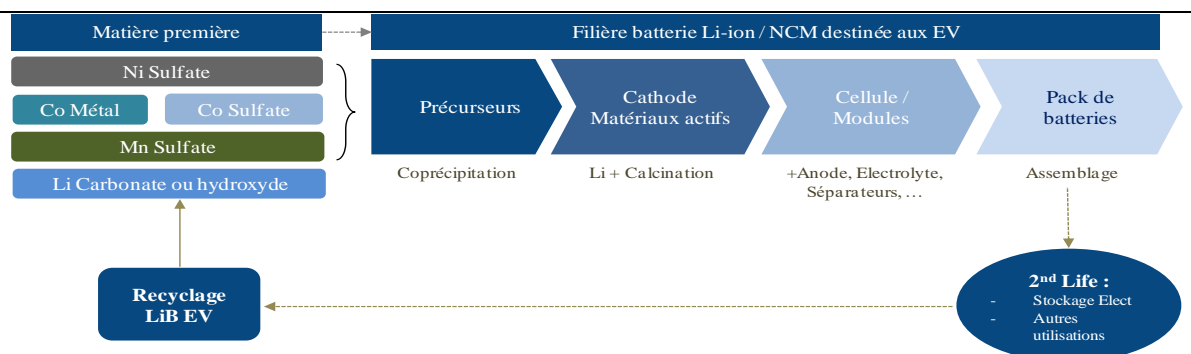 Matière première
Filière batterie Li-ion / NCM destinée aux EV
Ni Sulfate
Co Métal
Co Sulfate
Mn Sulfate
Li Carbonate ou hydroxyde
Précurseurs
Cathode
Matériaux actifs
Cellule /
Modules
Pack de
batteries
Coprécipitation
Li + Calcination
+Anode, Electrolyte,
Séparateurs, …
Assemblage
Recyclage
LiB EV
2nd Life :
- Stockage Elect
- Autres
utilisations